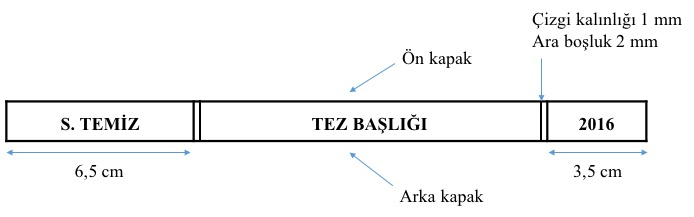 Çizgi kalınlığı 1 mm
Ara boşluk 2 mm
Ön kapak
S. TEMİZ
TEZ BAŞLIĞI
2016
6,5 cm
3,5 cm
Arka kapak